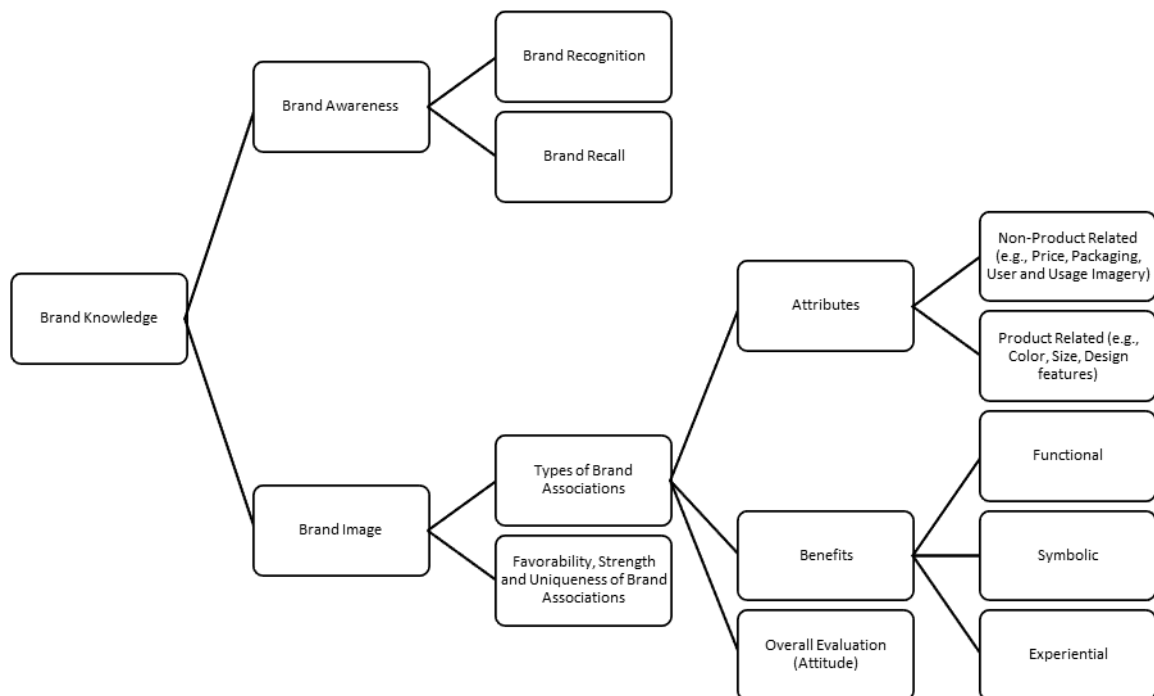 Brand Recognition
Brand Awareness
Brand Recall
Non-Product Related
(e.g., Price, Packaging,
User and Usage Imagery)
Attributes
Brand Knowledge
Product Related (e.g.,
Color, Size, Design
features)
Types of Brand
Associations
Functional
Brand Image
Benefits
Symbolic
Favorability, Strength
and Uniqueness of Brand
Associations
Overall Evaluation
(Attitude)
Experiential